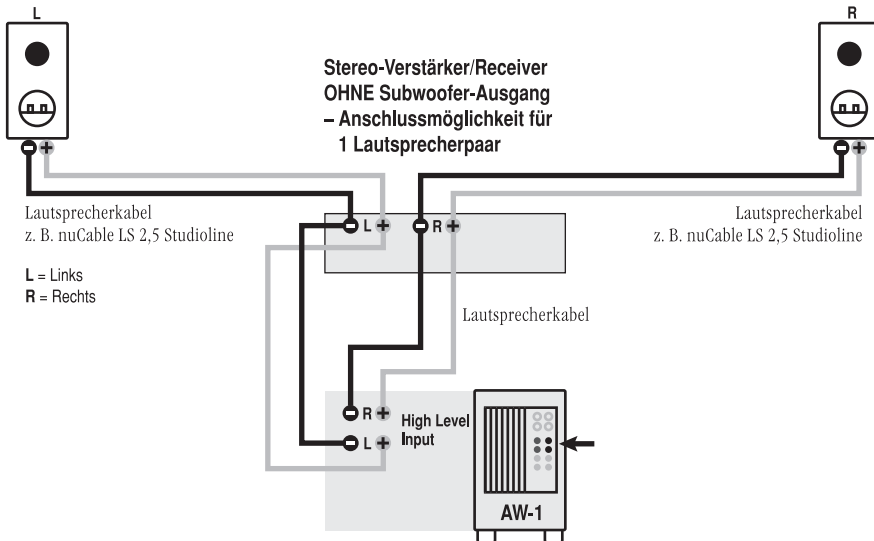 L
R
Stereo-Verstärker/Receiver
OHNE Subwoofer-Ausgang
– Anschlussmöglichkeit für
1 Lautsprecherpaar
Lautsprecherkabel
z. B. nuCable LS 2,5 Studioline
Lautsprecherkabel
z. B. nuCable LS 2,5 Studioline
L = Links
R = Rechts
L
R
Lautsprecherkabel
R
L
High Level
Input
AW-1